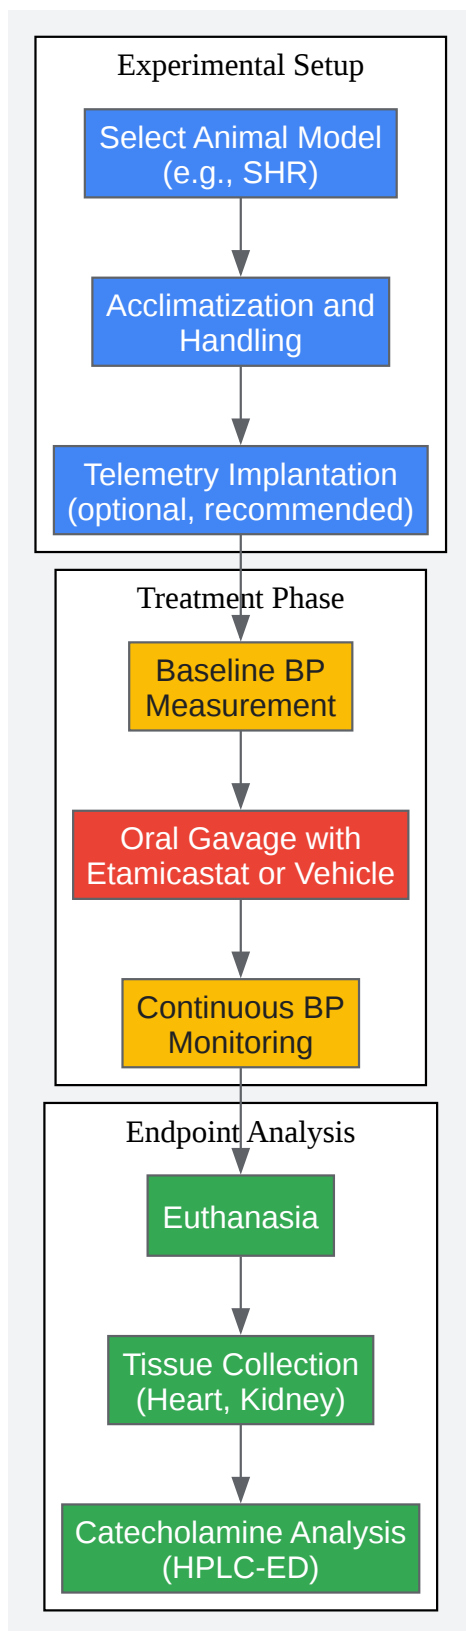 Experimental Setup
Select Animal Model
(e.g., SHR)
Acclimatization and
Handling
Telemetry Implantation
(optional, recommended)
Treatment Phase
Baseline BP
Measurement
Oral Gavage with
Etamicastat or Vehicle
Continuous BP
Monitoring
Endpoint Analysis
Euthanasia
Tissue Collection
(Heart, Kidney)
Catecholamine Analysis
(HPLC-ED)